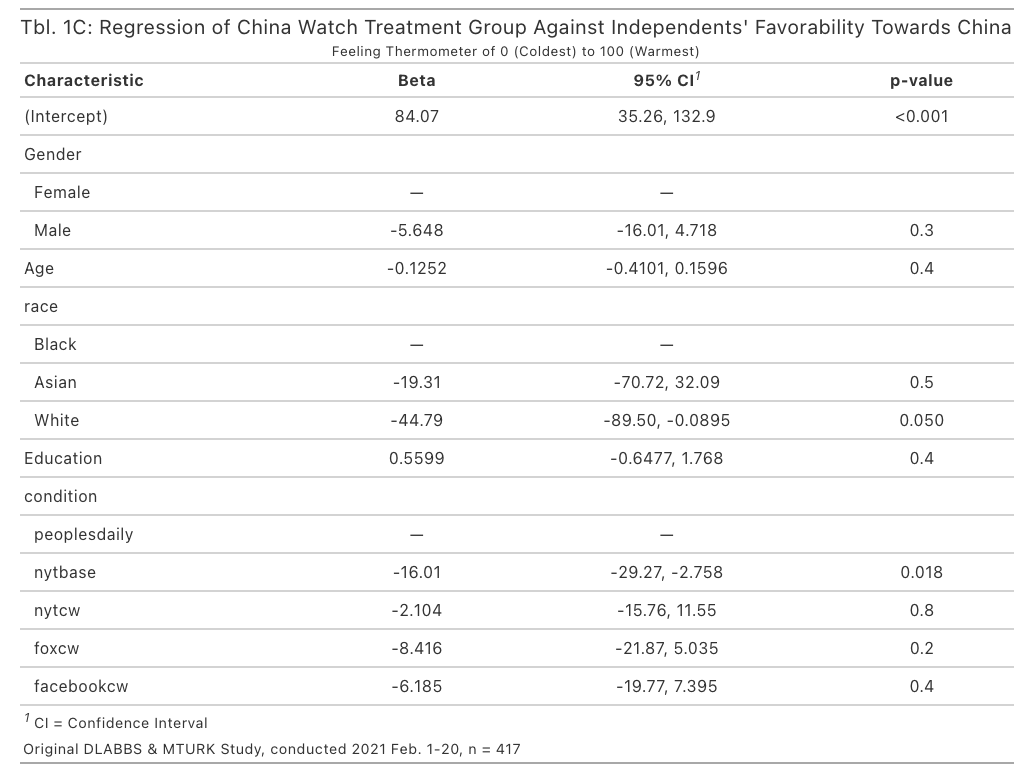 Tbl. 1C: Regression of China Watch Treatment Group Against Independents' Favorability Towards China
Feeling Thermometer of 0 (Coldest) to 100 (Warmest)
Characteristic Beta 95% CI1 p-value
(Intercept) 84.07 35.26, 132.9 <0.001
Gender
Female — —
Male -5.648 -16.01, 4.718 0.3
Age -0.1252 -0.4101, 0.1596 0.4
race
Black — —
Asian -19.31 -70.72, 32.09 0.5
White -44.79 -89.50, -0.0895 0.050
Education 0.5599 -0.6477, 1.768 0.4
condition
peoplesdaily — —
nytbase -16.01 -29.27, -2.758 0.018
nytcw -2.104 -15.76, 11.55 0.8
foxcw -8.416 -21.87, 5.035 0.2
facebookcw -6.185 -19.77, 7.395 0.4
1 CI = Confidence Interval
Original DLABBS & MTURK Study, conducted 2021 Feb. 1-20, n = 417